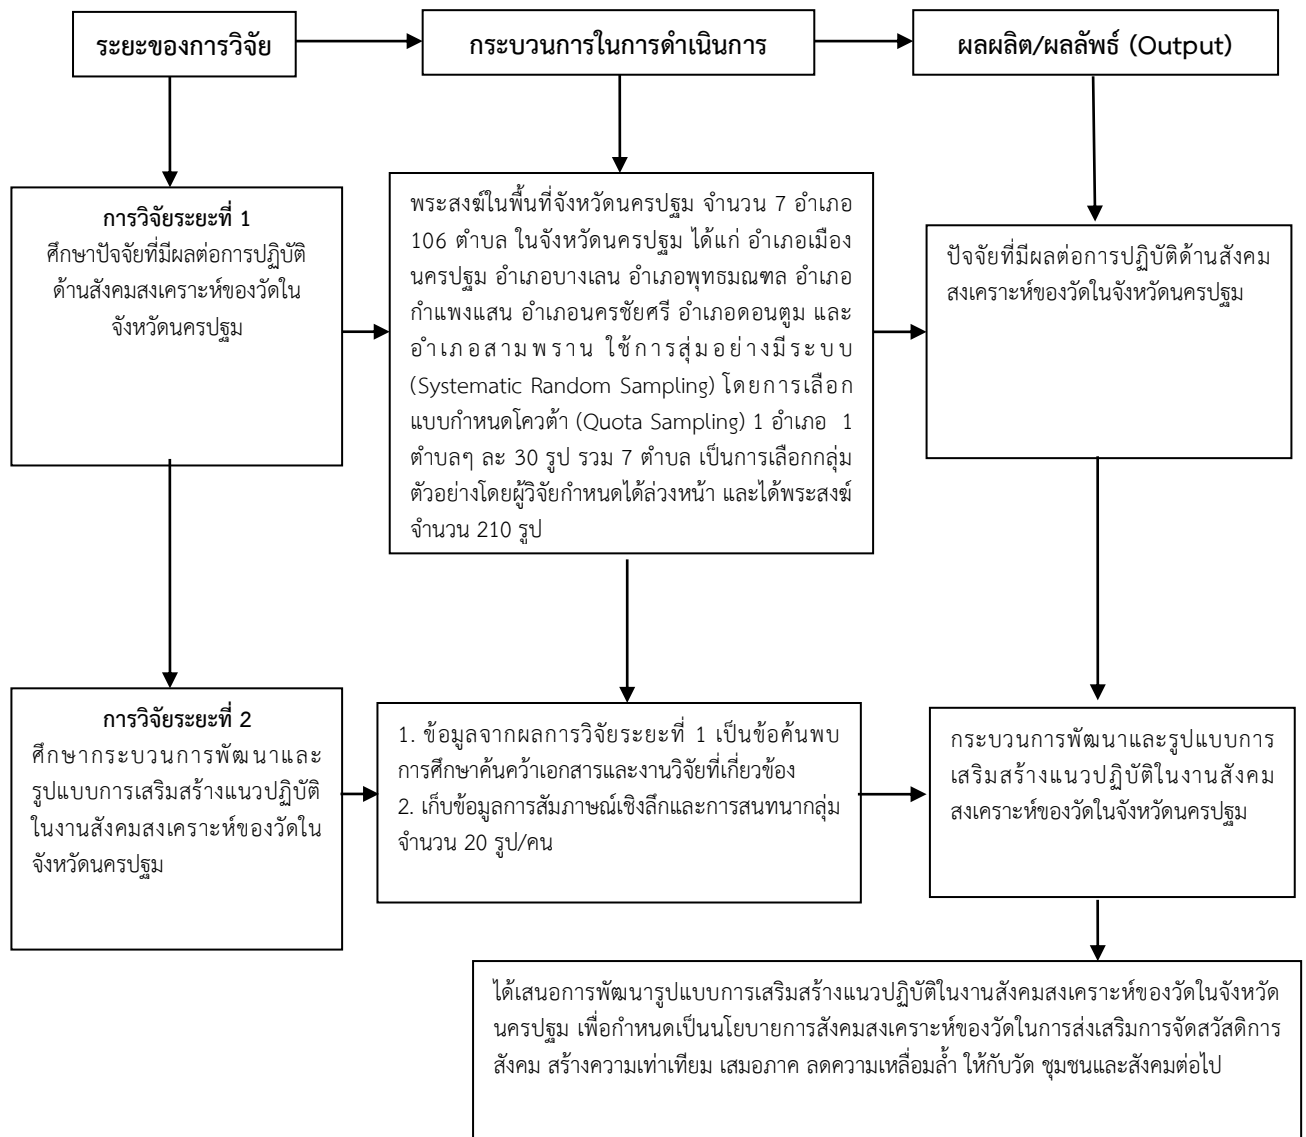 ระยะของการวิจัย
กระบวนการในการดำเนินการ
ผลผลิต/ผลลัพธ์ (Output)
การวิจัยระยะที่ 1
ศึกษาปัจจัยที่มีผลต่อการปฏิบัติ
ด้านสังคมสงเคราะห์ของวัดใน
จังหวัดนครปฐม
พระสงฆ์ในพื้นที่จังหวัดนครปฐม จำนวน 7 อำเภอ
106 ตำบล ในจังหวัดนครปฐม ได้แก่ อำเภอเมือง
นครปฐม อำเภอบางเลน อำเภอพุทธมณฑล อำเภอ
กำแพงแสน อำเภอนครชัยศรี อำเภอดอนตูม และ
อำเภอสามพราน ใช้การสุ่มอย่างมีระบบ
(Systematic Random Sampling) โดยการเลือก
แบบกำหนดโควต้า (Quota Sampling) 1 อำเภอ 1
ตำบลๆ ละ 30 รูป รวม 7 ตำบล เป็นการเลือกกลุ่ม
ตัวอย่างโดยผู้วิจัยกำหนดได้ล่วงหน้า และได้พระสงฆ์
จำนวน 210 รูป
ปัจจัยที่มีผลต่อการปฏิบัติด้านสังคม
สงเคราะห์ของวัดในจังหวัดนครปฐม
การวิจัยระยะที่ 2
ศึกษากระบวนการพัฒนาและ
รูปแบบการเสริมสร้างแนวปฏิบัติ
ในงานสังคมสงเคราะห์ของวัดใน
จังหวัดนครปฐม
1. ข้อมูลจากผลการวิจัยระยะที่ 1 เป็นข้อค้นพบ
การศึกษาค้นคว้าเอกสารและงานวิจัยที่เกี่ยวข้อง
2. เก็บข้อมูลการสัมภาษณ์เชิงลึกและการสนทนากลุ่ม
จำนวน 20 รูป/คน
กระบวนการพัฒนาและรูปแบบการ
เสริมสร้างแนวปฏิบัติในงานสังคม
สงเคราะห์ของวัดในจังหวัดนครปฐม
ได้เสนอการพัฒนารูปแบบการเสริมสร้างแนวปฏิบัติในงานสังคมสงเคราะห์ของวัดในจังหวัด
นครปฐม เพื่อกำหนดเป็นนโยบายการสังคมสงเคราะห์ของวัดในการส่งเสริมการจัดสวัสดิการ
สังคม สร้างความเท่าเทียม เสมอภาค ลดความเหลื่อมล้ำ ให้กับวัด ชุมชนและสังคมต่อไป